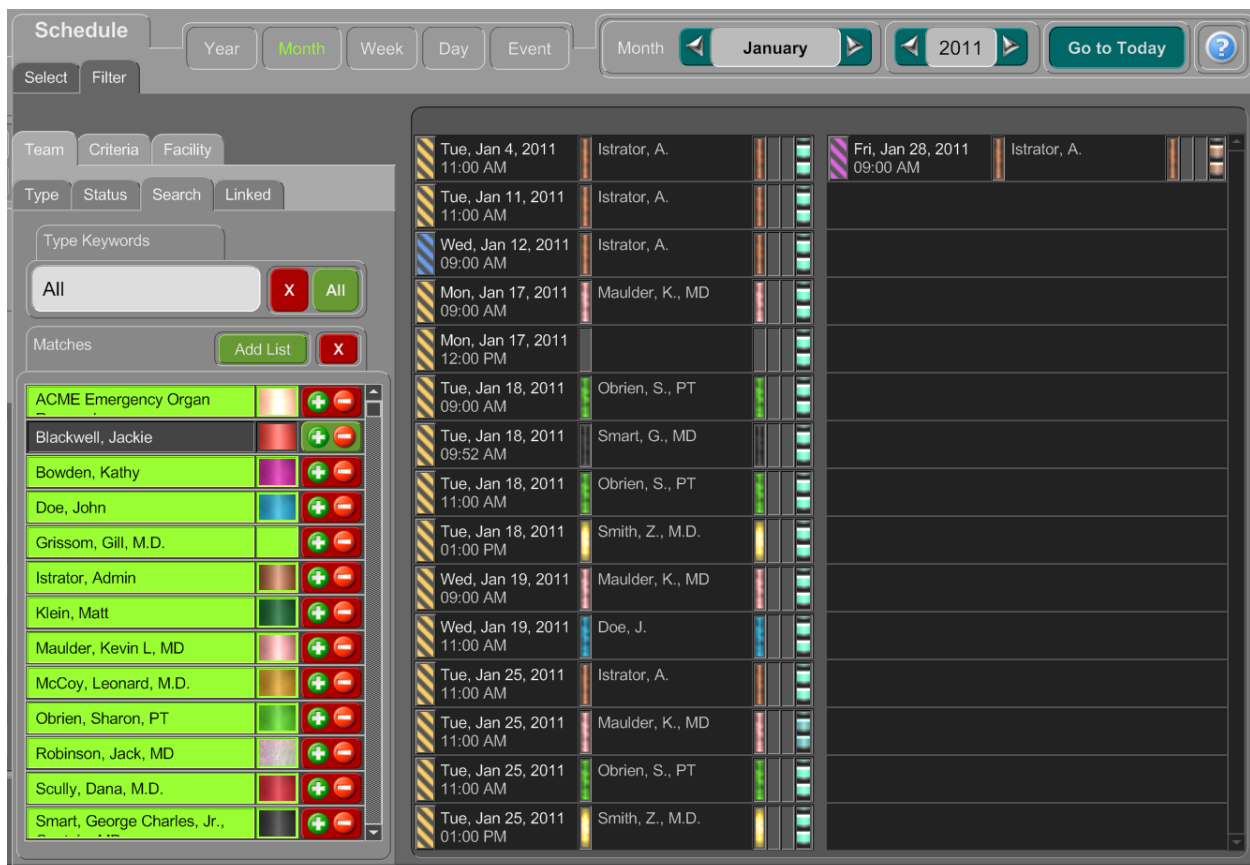 Schedule
Year
Month
Week
Day
Event
Month
January
2011
Go to Today
?
Select
Filter
Team
Criteria
Facility
Type
Status
Search
Linked
Type Keywords
All
X
All
Matches
Add List
X
ACME Emergency Organ
Blackwell, Jackie
Bowden, Kathy
Doe, John
Grissom, Gill, M.D.
Istrator, Admin
Klein, Matt
Maulder, Kevin L, MD
McCoy, Leonard, M.D.
Obrien, Sharon, PT
Robinson, Jack, MD
Scully, Dana, M.D.
Smart, George Charles, Jr.,
Tue, Jan 4, 2011
11:00 AM
Istrator, A.
Tue, Jan 11, 2011
11:00 AM
Istrator, A.
Wed, Jan 12, 2011
09:00 AM
Istrator, A.
Mon, Jan 17, 2011
09:00 AM
Maulder, K., MD
Mon, Jan 17, 2011
12:00 PM
Tue, Jan 18, 2011
09:00 AM
Obrien, S., PT
Tue, Jan 18, 2011
09:52 AM
Smart, G., MD
Tue, Jan 18, 2011
11:00 AM
Obrien, S., PT
Tue, Jan 18, 2011
01:00 PM
Smith, Z., M.D.
Wed, Jan 19, 2011
09:00 AM
Maulder, K., MD
Wed, Jan 19, 2011
11:00 AM
Doe, J.
Tue, Jan 25, 2011
11:00 AM
Istrator, A.
Tue, Jan 25, 2011
11:00 AM
Maulder, K., MD
Tue, Jan 25, 2011
11:00 AM
Obrien, S., PT
Tue, Jan 25, 2011
01:00 PM
Smith, Z., M.D.
Fri, Jan 28, 2011
09:00 AM
Istrator, A.